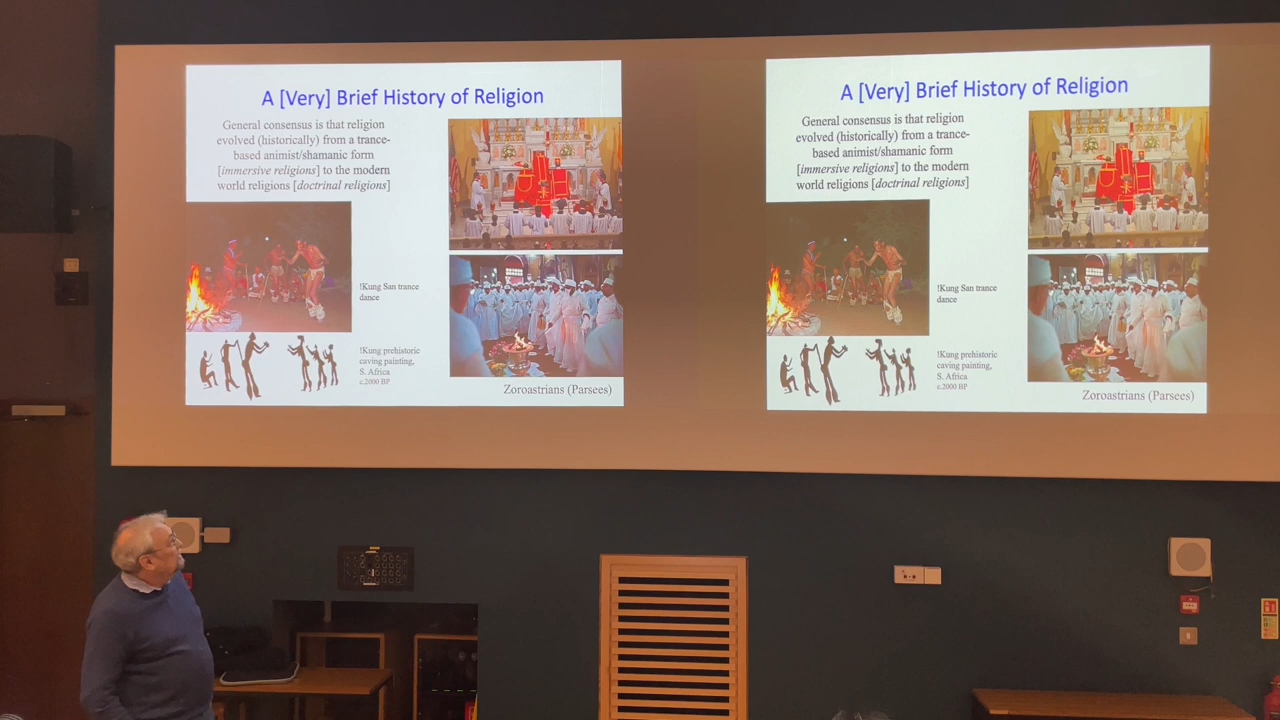 A [Very] Brief History of Religion
General consensus is that religion
evolved (historically) from a trance-
based animist/shamanic form
[immersive religions] to the modern
world religions [doctrinal religions]
!Kung San trance
dance
!Kung prehistoric
caving painting,
S. Africa
c.2000 BP
Zoroastrians (Parsees)
A [Very] Brief History of Religion
General consensus is that religion
evolved (historically) from a trance-
based animist/shamanic form
[immersive religions] to the modern
world religions [doctrinal religions]
!Kung San trance
dance
!Kung prehistoric
caving painting,
S. Africa
c.2000 BP
Zoroastrians (Parsees)